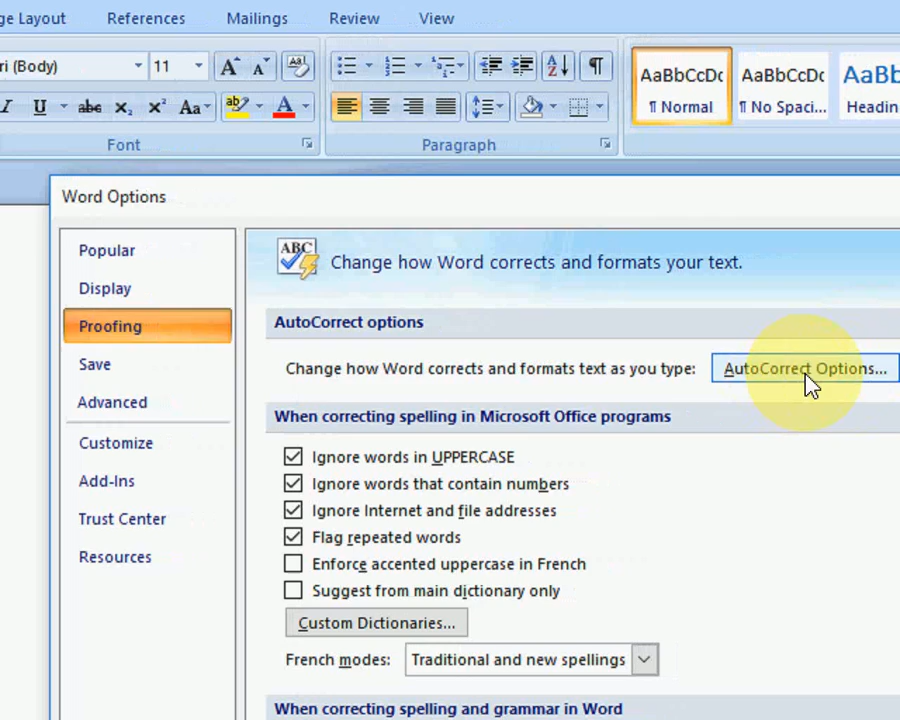 ge Layout References Mailings Review View
ri (Body) 11
AaBbCcDc AaBbCcDc AaBb
¶ Normal ¶ No Spaci... Headin
Font Paragraph
Word Options
Popular
Display
Proofing
Save
Advanced
Customize
Add-Ins
Trust Center
Resources
ABC
Change how Word corrects and formats your text.
AutoCorrect options
Change how Word corrects and formats text as you type: AutoCorrect Options...
When correcting spelling in Microsoft Office programs
Ignore words in UPPERCASE
Ignore words that contain numbers
Ignore Internet and file addresses
Flag repeated words
Enforce accented uppercase in French
Suggest from main dictionary only
Custom Dictionaries...
French modes: Traditional and new spellings
When correcting spelling and grammar in Word